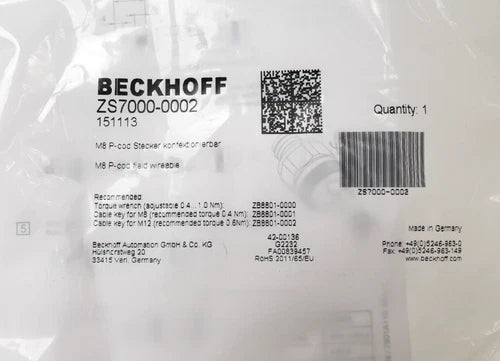 BECKHOFF
ZS7000-0002
151113
Quantity: 1
M8 P-cod Stecker konfektionierbar
M8 P-cod field wireable
ZS7000-0002
Recommended:
Torque wrench (adjustable 0.4...1.0 Nm): ZB8801-0000
Cable key for M8 (recommended torque 0.4 Nm): ZB8801-0001
Cable key for M12 (recommended torque 0.6Nm): ZB8801-0002
5
Made in Germany
Beckhoff Automation GmbH & Co. KG
Hülshorstweg 20
33415 Verl, Germany
42-00136
G2232
FA00839457
RoHS 2011/65/EU
Phone: +49(0)5246-963-0
Fax: +49(0)5246-963-149
www.beckhoff.com